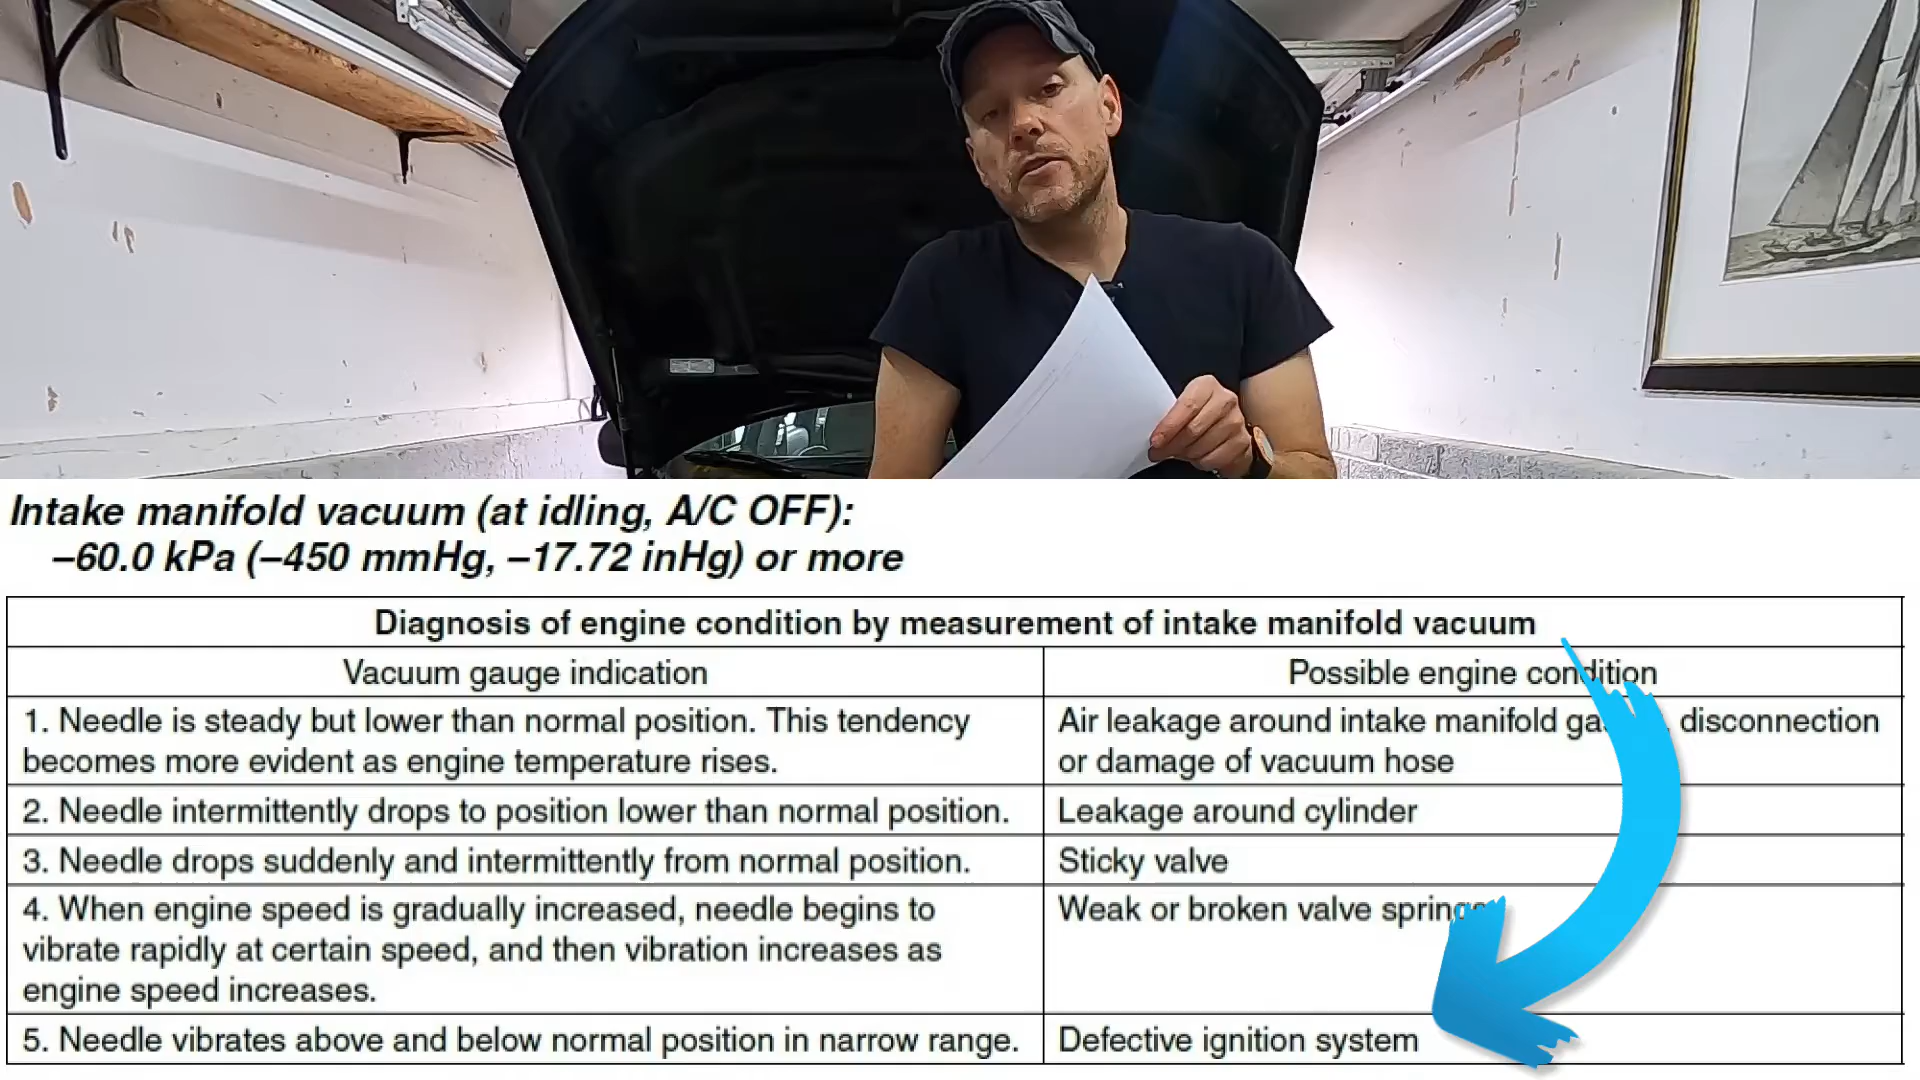 Intake manifold vacuum (at idling, A/C OFF):
–60.0 kPa (–450 mmHg, –17.72 inHg) or more
Diagnosis of engine condition by measurement of intake manifold vacuum
Vacuum gauge indication
Possible engine condition
1. Needle is steady but lower than normal position. This tendency
becomes more evident as engine temperature rises.
Air leakage around intake manifold , disconnection
or damage of vacuum hose
2. Needle intermittently drops to position lower than normal position.
Leakage around cylinder
3. Needle drops suddenly and intermittently from normal position.
Sticky valve
4. When engine speed is gradually increased, needle begins to
vibrate rapidly at certain speed, and then vibration increases as
engine speed increases.
Weak or broken valve springs
5. Needle vibrates above and below normal position in narrow range.
Defective ignition system